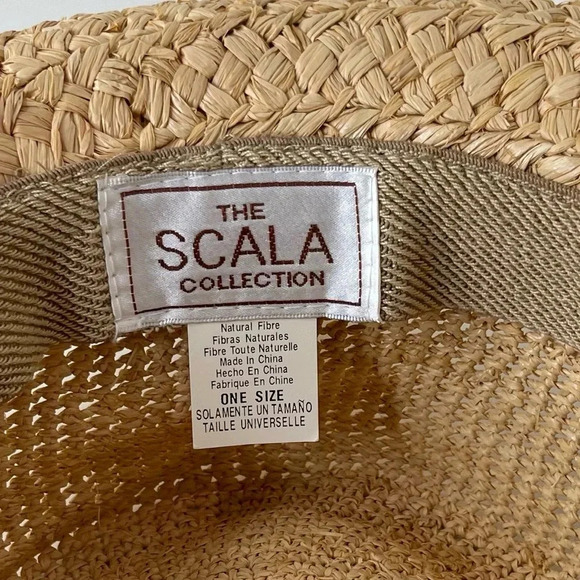 THE
SCALA
COLLECTION
Natural Fibre
Fibras Naturales
Fibre Toute Naturelle
Made In China
Hecho En China
Fabrique En Cine
ONE SIZE
SOLAMENTE UN TAMAÑO
TAILLE UNIVERSELLE